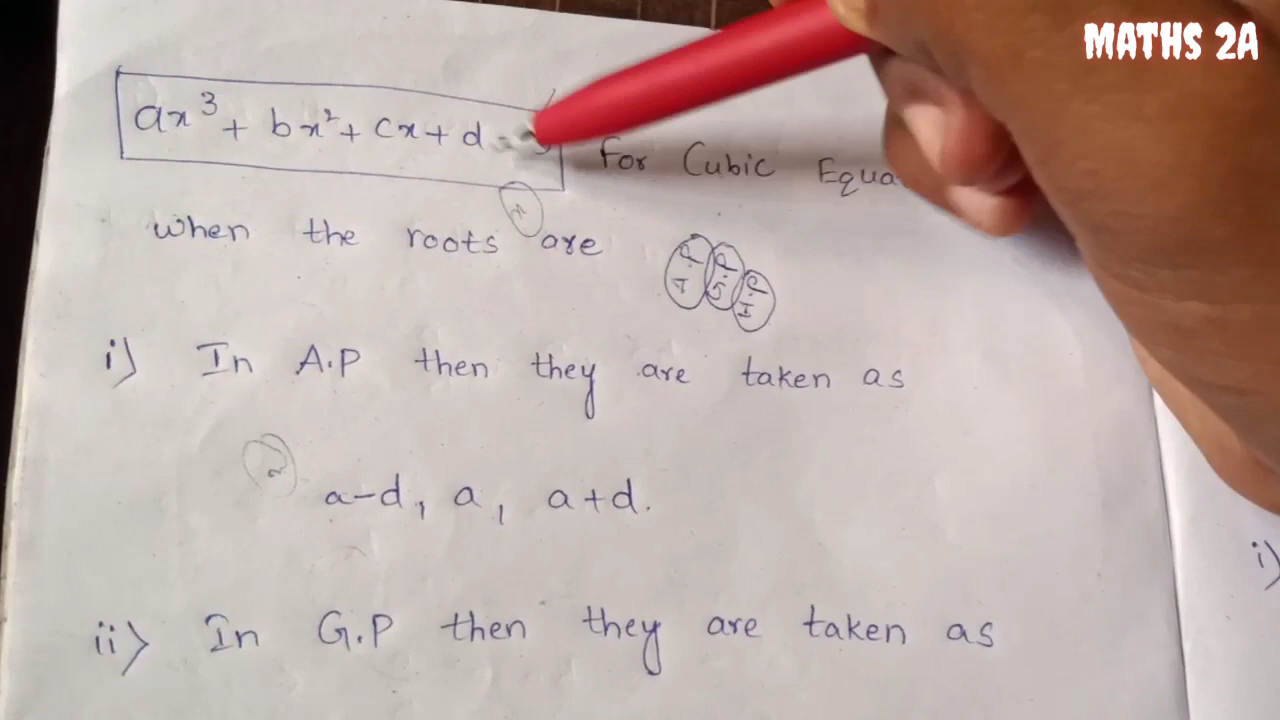 MATHS 2A
ax³ + bx² + cx + d = For Cubic
when the roots are
i) In A.P then they are taken as
a-d, a, a+d.
ii) In G.P then they are taken as
i)